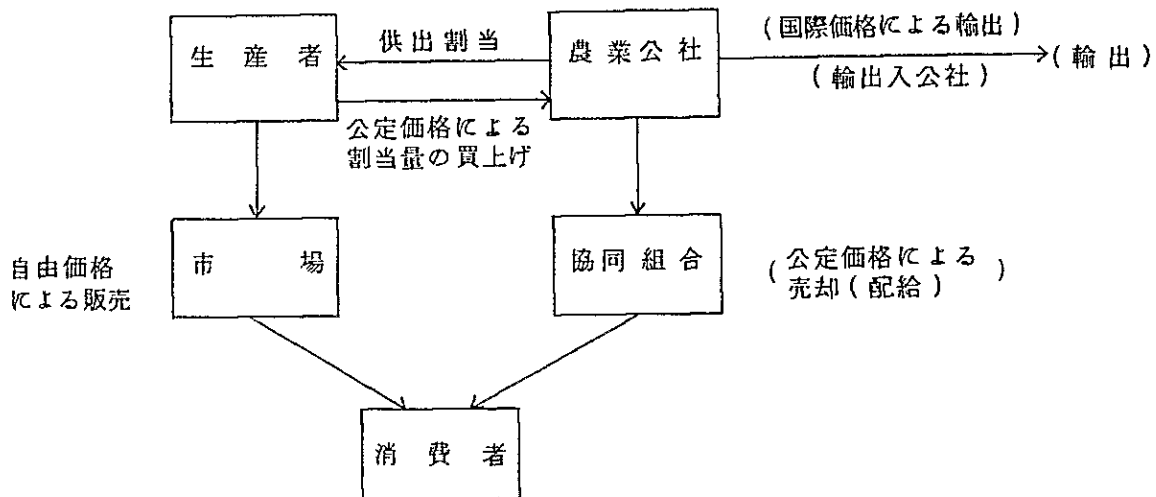 生産者
供出割当
農業公社
(国際価格による輸出)
(輸出入公社)
(輸出)
公定価格による
割当量の買上げ
自由価格
による販売
市場
協同組合
(公定価格による
売却(配給))
消費者